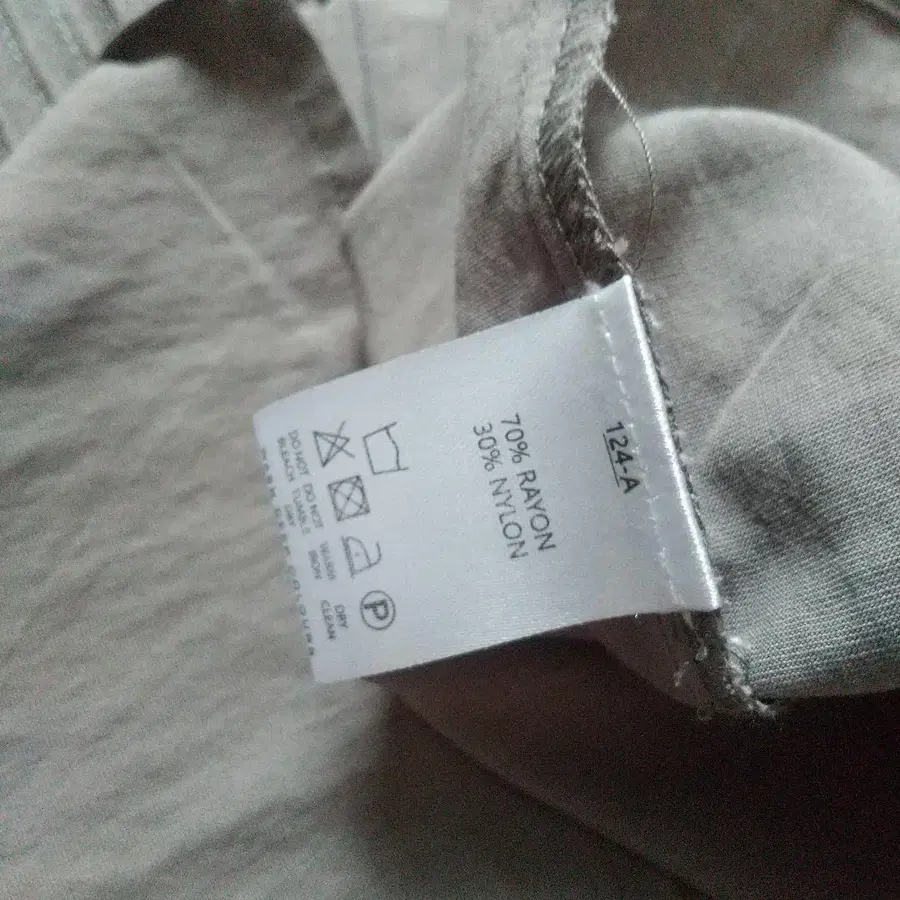 124-A
70% RAYON
30% NYLON
P
DO NOT BLEACH
DO NOT TUMBLE DRY
WARM IRON
DRY CLEAN